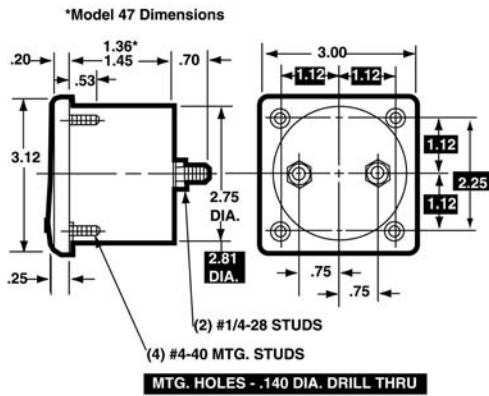 *Model 47 Dimensions
1.36*
.20
1.45
.70
.53
3.12
2.75
DIA.
2.81
DIA.
.25
3.00
1.12
1.12
1.12
2.25
1.12
.75
.75
(2) #1/4-28 STUDS
(4) #4-40 MTG. STUDS
MTG. HOLES - .140 DIA. DRILL THRU